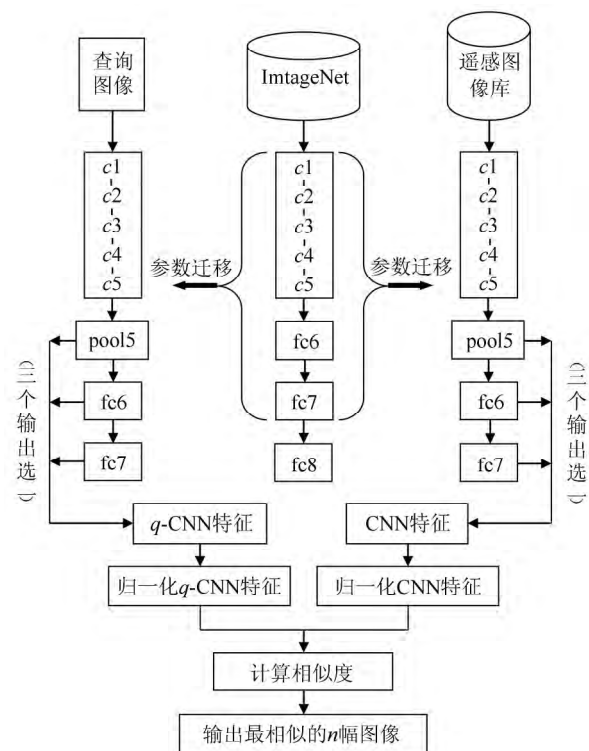 查询
图像
ImtageNet
遥感图
像库
c1
c2
c3
c4
c5
c1
c2
c3
c4
c5
c1
c2
c3
c4
c5
参数迁移
参数迁移
pool5
fc6
fc7
fc6
fc7
fc8
pool5
fc6
fc7
(三个输出选一)
(三个输出选一)
q-CNN特征
CNN特征
归一化q-CNN特征
归一化CNN特征
计算相似度
输出最相似的n幅图像